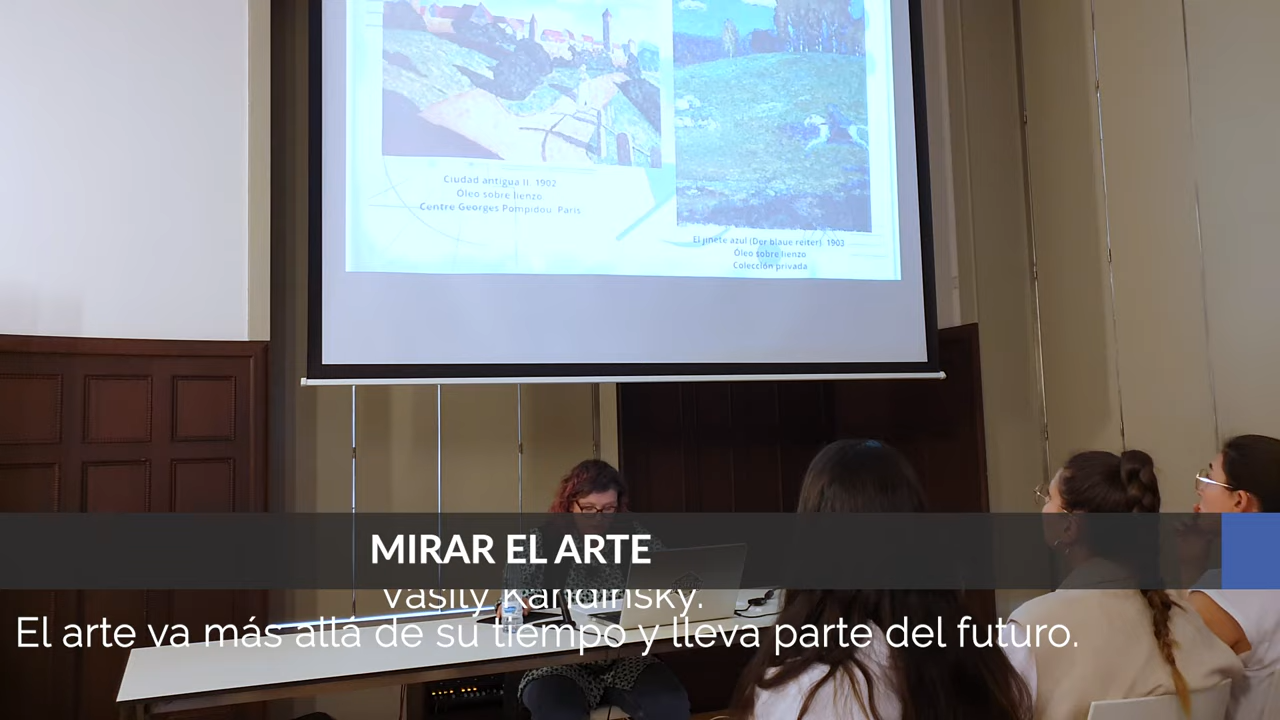 Ciudad antigua II. 1902
Óleo sobre lienzo
Centre Georges Pompidou. París
El jinete azul (Der blaue reiter). 1903
Óleo sobre lienzo
Colección privada
MIRAR EL ARTE
Vasily Kandinsky.
El arte va más allá de su tiempo y lleva parte del futuro.